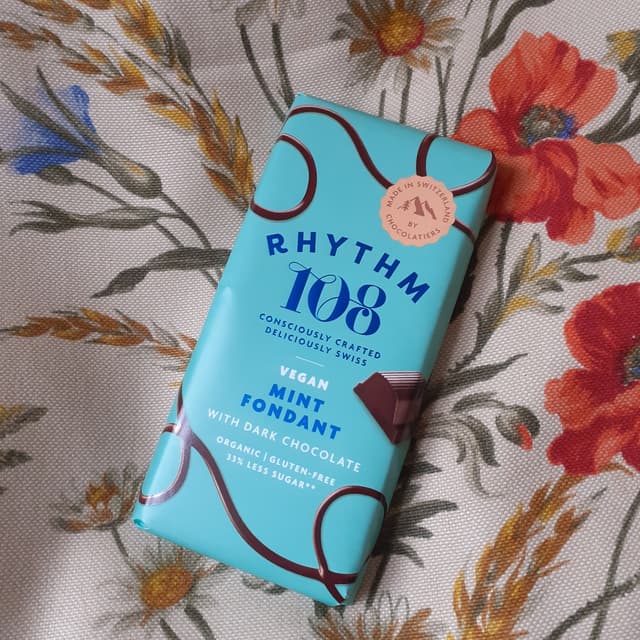 MADE IN SWITZERLAND
BY
CHOCOLATIERS
RHYTHM
108
CONSCIOUSLY CRAFTED
DELICIOUSLY SWISS
VEGAN
MINT
FONDANT
WITH DARK CHOCOLATE
ORGANIC | GLUTEN-FREE
33% LESS SUGAR**